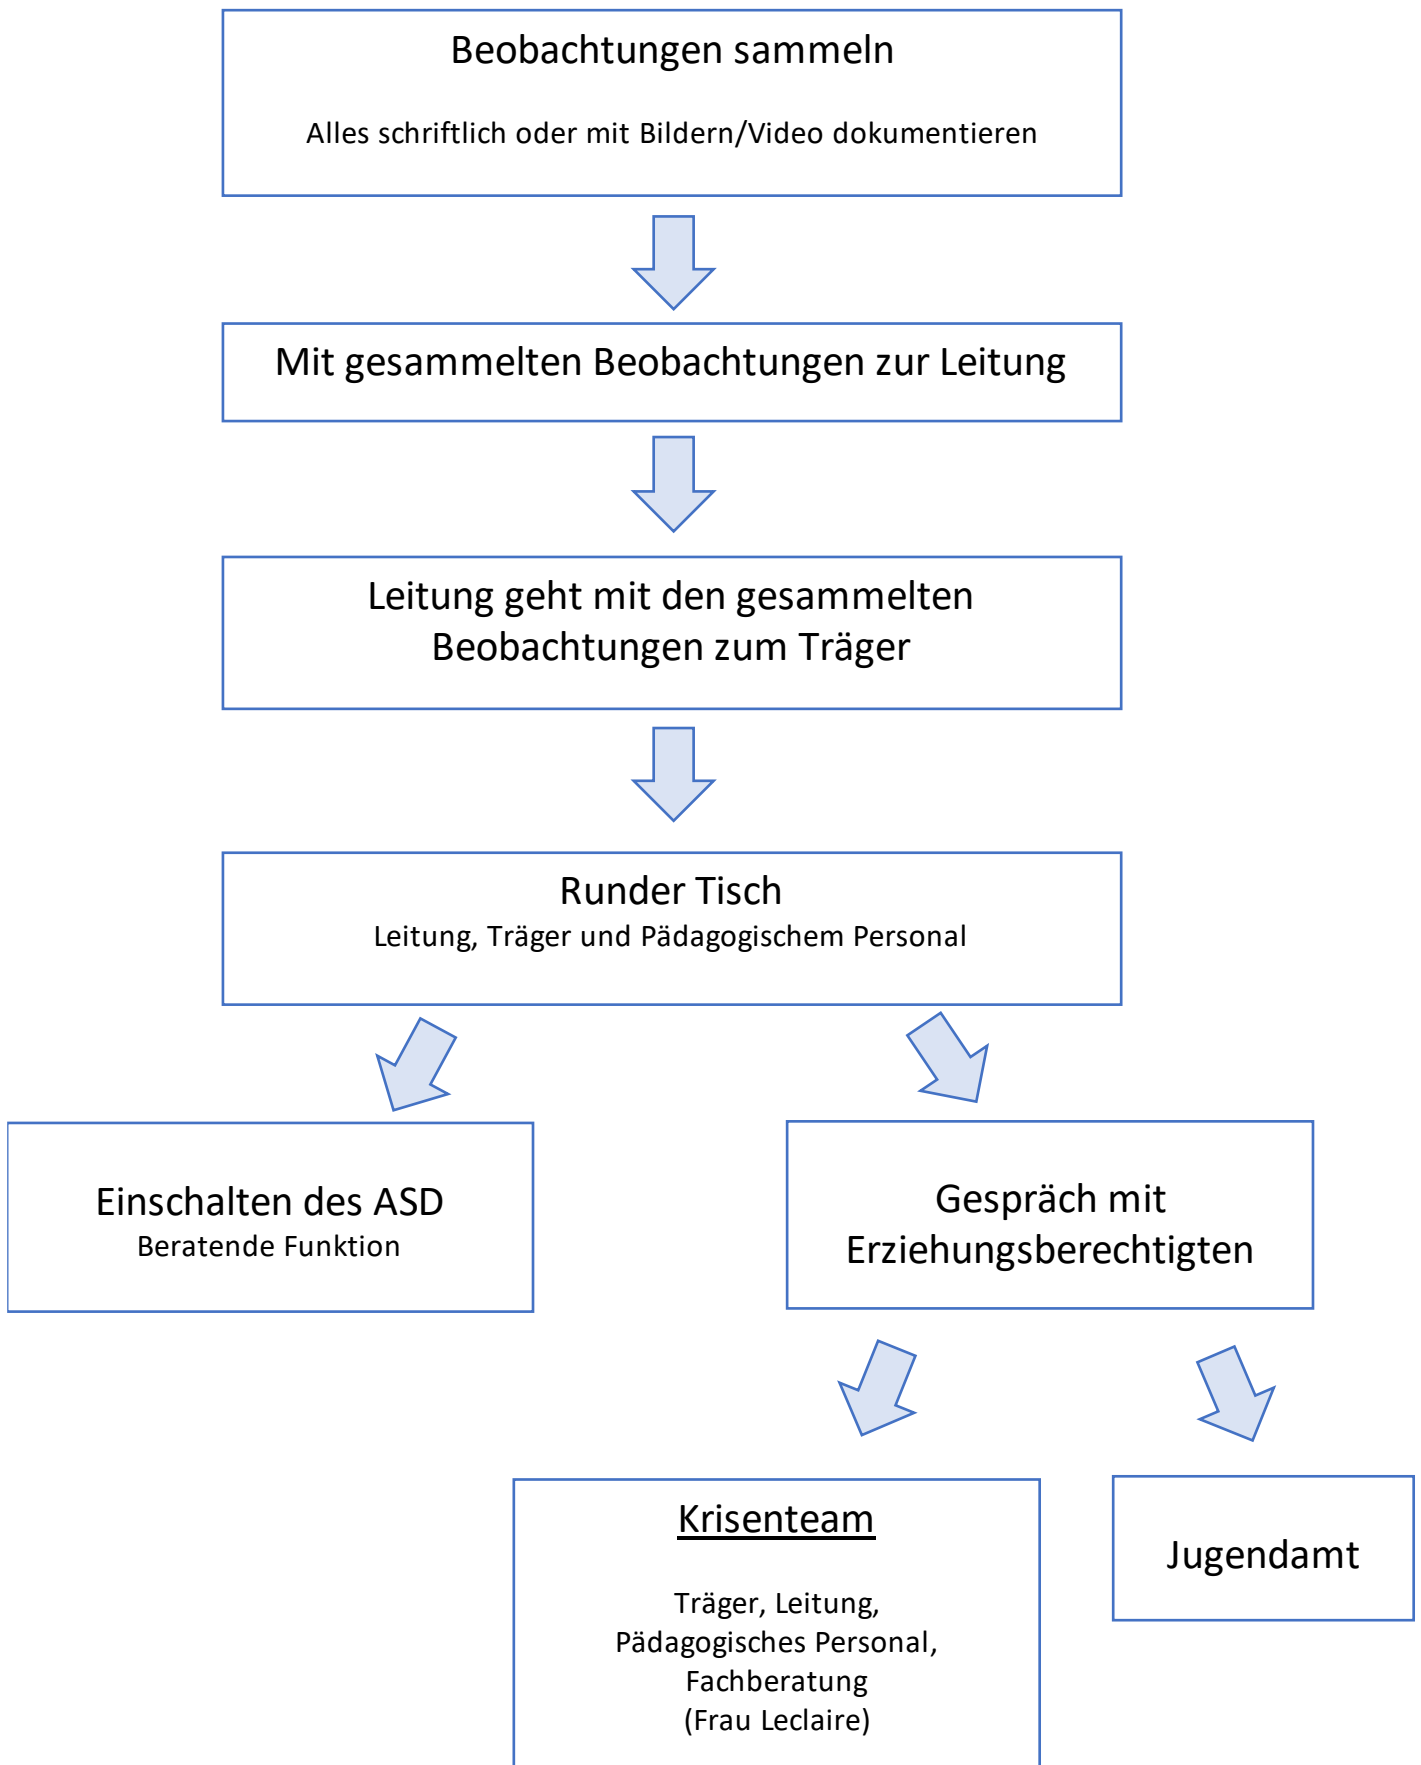 Beobachtungen sammeln
Alles schriftlich oder mit Bildern/Video dokumentieren
Mit gesammelten Beobachtungen zur Leitung
Leitung geht mit den gesammelten
Beobachtungen zum Träger
Runder Tisch
Leitung, Träger und Pädagogischem Personal
Einschalten des ASD
Beratende Funktion
Gespräch mit
Erziehungsberechtigten
Krisenteam
Träger, Leitung,
Pädagogisches Personal,
Fachberatung
(Frau Leclaire)
Jugendamt